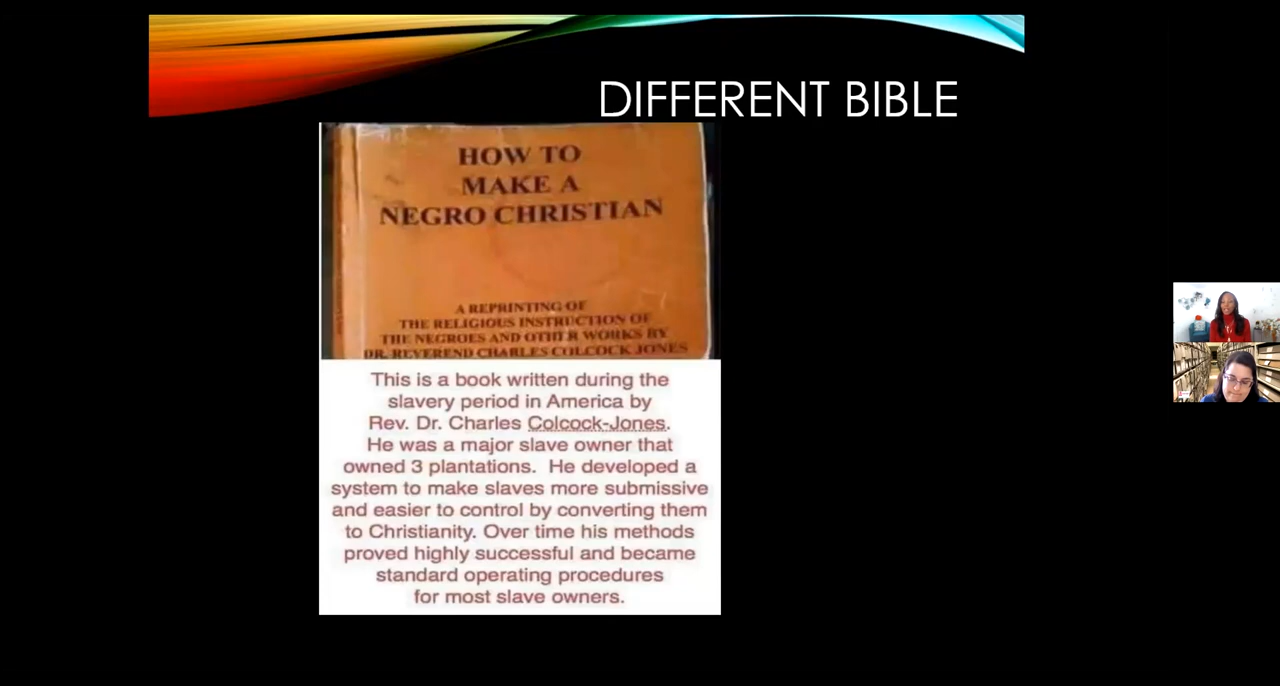 DIFFERENT BIBLE
HOW TO
MAKE A
NEGRO CHRISTIAN
A REPRINTING OF
THE RELIGIOUS INSTRUCTION OF
THE NEGROES AND OTHER WORKS BY
DR. REVEREND CHARLES COLCOCK JONES
This is a book written during the
slavery period in America by
Rev. Dr. Charles Colcock-Jones.
He was a major slave owner that
owned 3 plantations. He developed a
system to make slaves more submissive
and easier to control by converting them
to Christianity. Over time his methods
proved highly successful and became
standard operating procedures
for most slave owners.